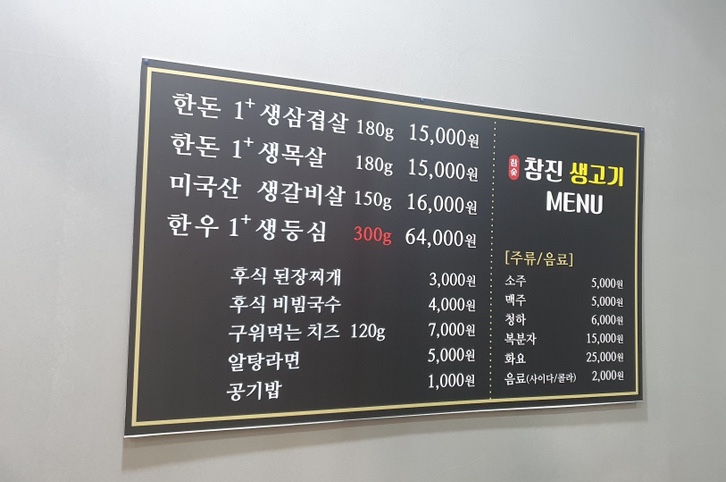 한돈 1+ 생삼겹살 180g 15,000원
한돈 1+ 생목살 180g 15,000원
미국산 생갈비살 150g 16,000원
한우 1+ 생등심 300g 64,000원
후식 된장찌개 3,000원
후식 비빔국수 4,000원
구워먹는 치즈 120g 7,000원
알탕라면 5,000원
공기밥 1,000원
참숯 창진 생고기
MENU
[주류/음료]
소주 5,000원
맥주 5,000원
청하 6,000원
복분자 15,000원
화요 25,000원
음료(사이다/콜라) 2,000원